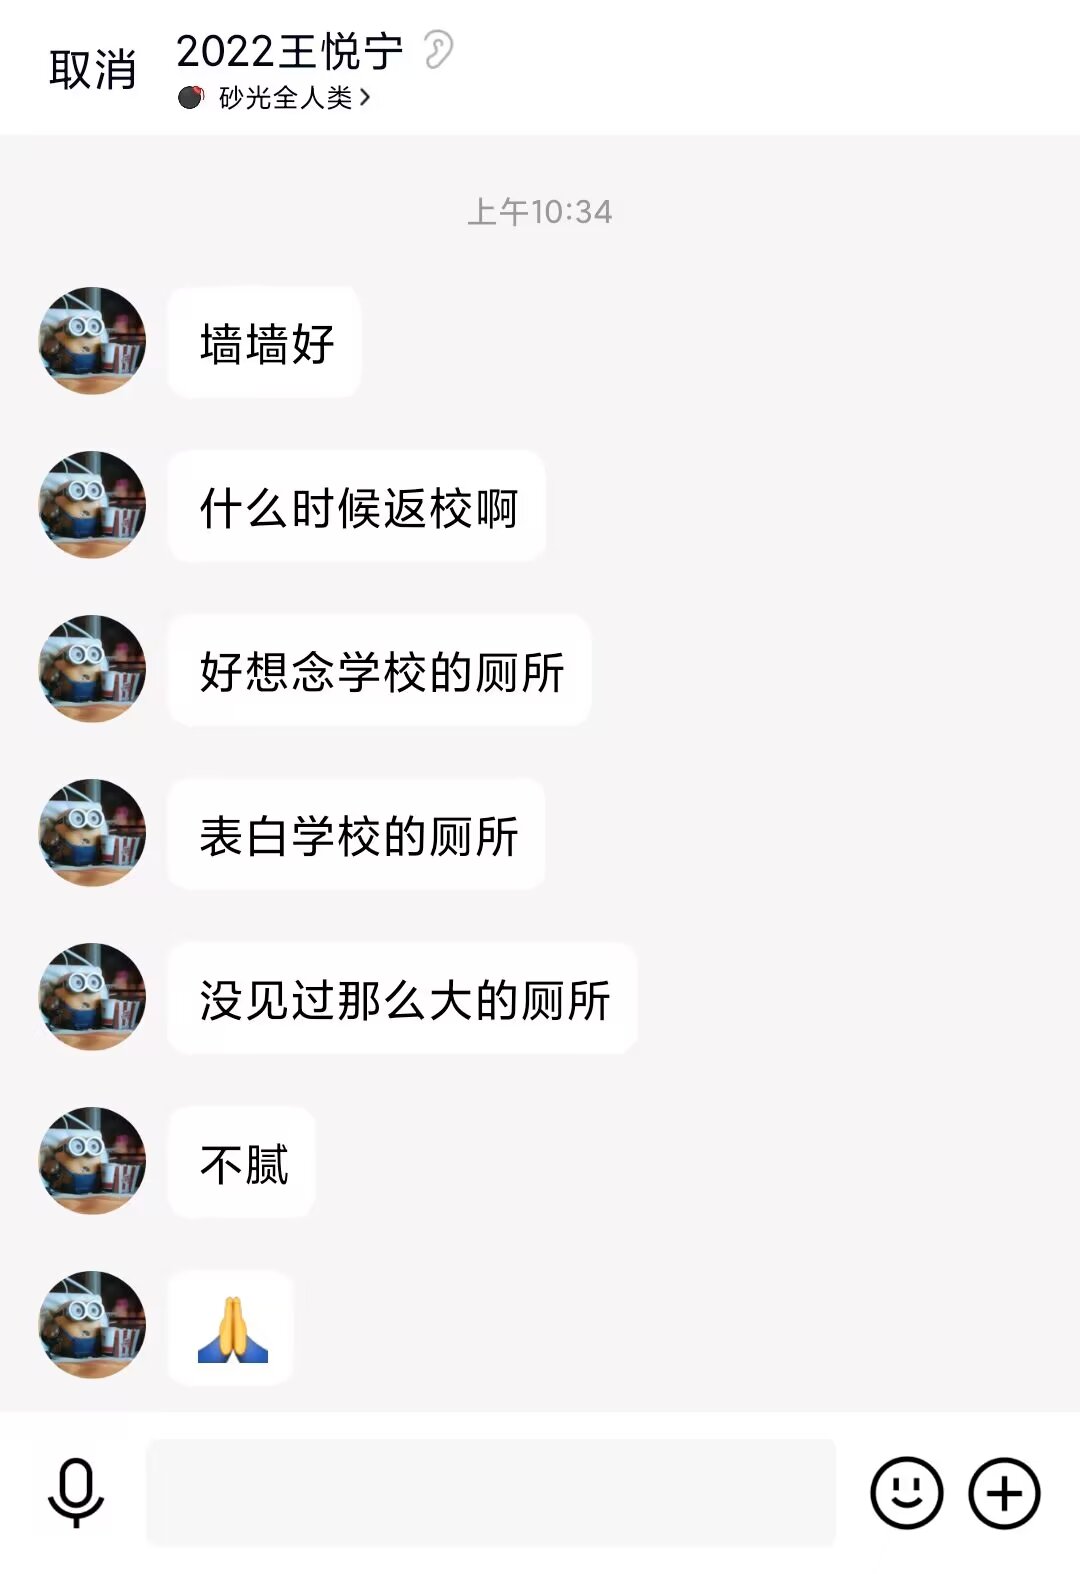 取消
2022王悦宁
砂光全人类
上午10:34
墙墙好
什么时候返校啊
好想念学校的厕所
表白学校的厕所
没见过那么大的厕所
不腻
🙏